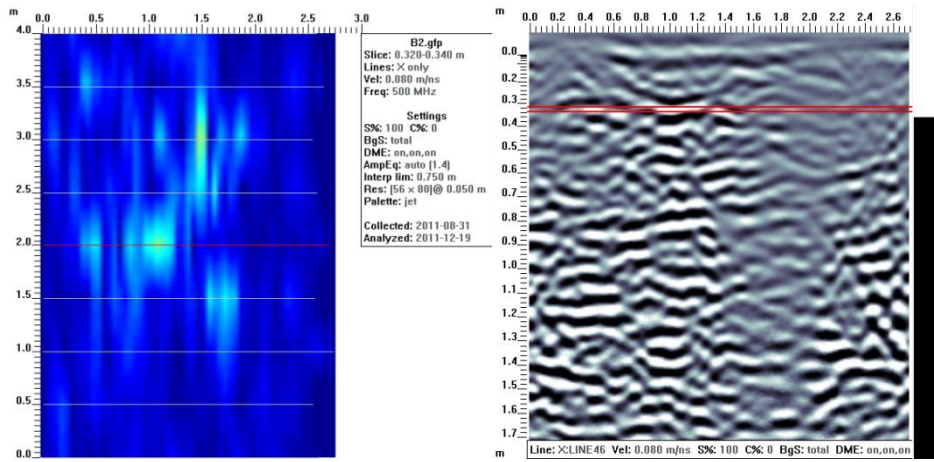 m
0.0 0.5 1.0 1.5 2.0 2.5 3.0
4.0
3.5
3.0
2.5
2.0
1.5
1.0
0.5
0.0
m
B2.gfp
Slice: 0.320-0.340 m
Lines: X only
Vel: 0.080 m/ns
Freq: 500 MHz
Settings
S%: 100 C%: 0
BgS: total
DME: on,on,on
AmpEq: auto [1.4]
Interp lim: 0.750 m
Res: [56 x 80]@ 0.050 m
Palette: jet
Collected: 2011-08-31
Analyzed: 2011-12-19
m
0.0 0.2 0.4 0.6 0.8 1.0 1.2 1.4 1.6 1.8 2.0 2.2 2.4 2.6
0.0
0.1
0.2
0.3
0.4
0.5
0.6
0.7
0.8
0.9
1.0
1.1
1.2
1.3
1.4
1.5
1.6
1.7
m
Line: X:LINE46 Vel: 0.080 m/ns S%: 100 C%: 0 BgS: total DME: on,on,on